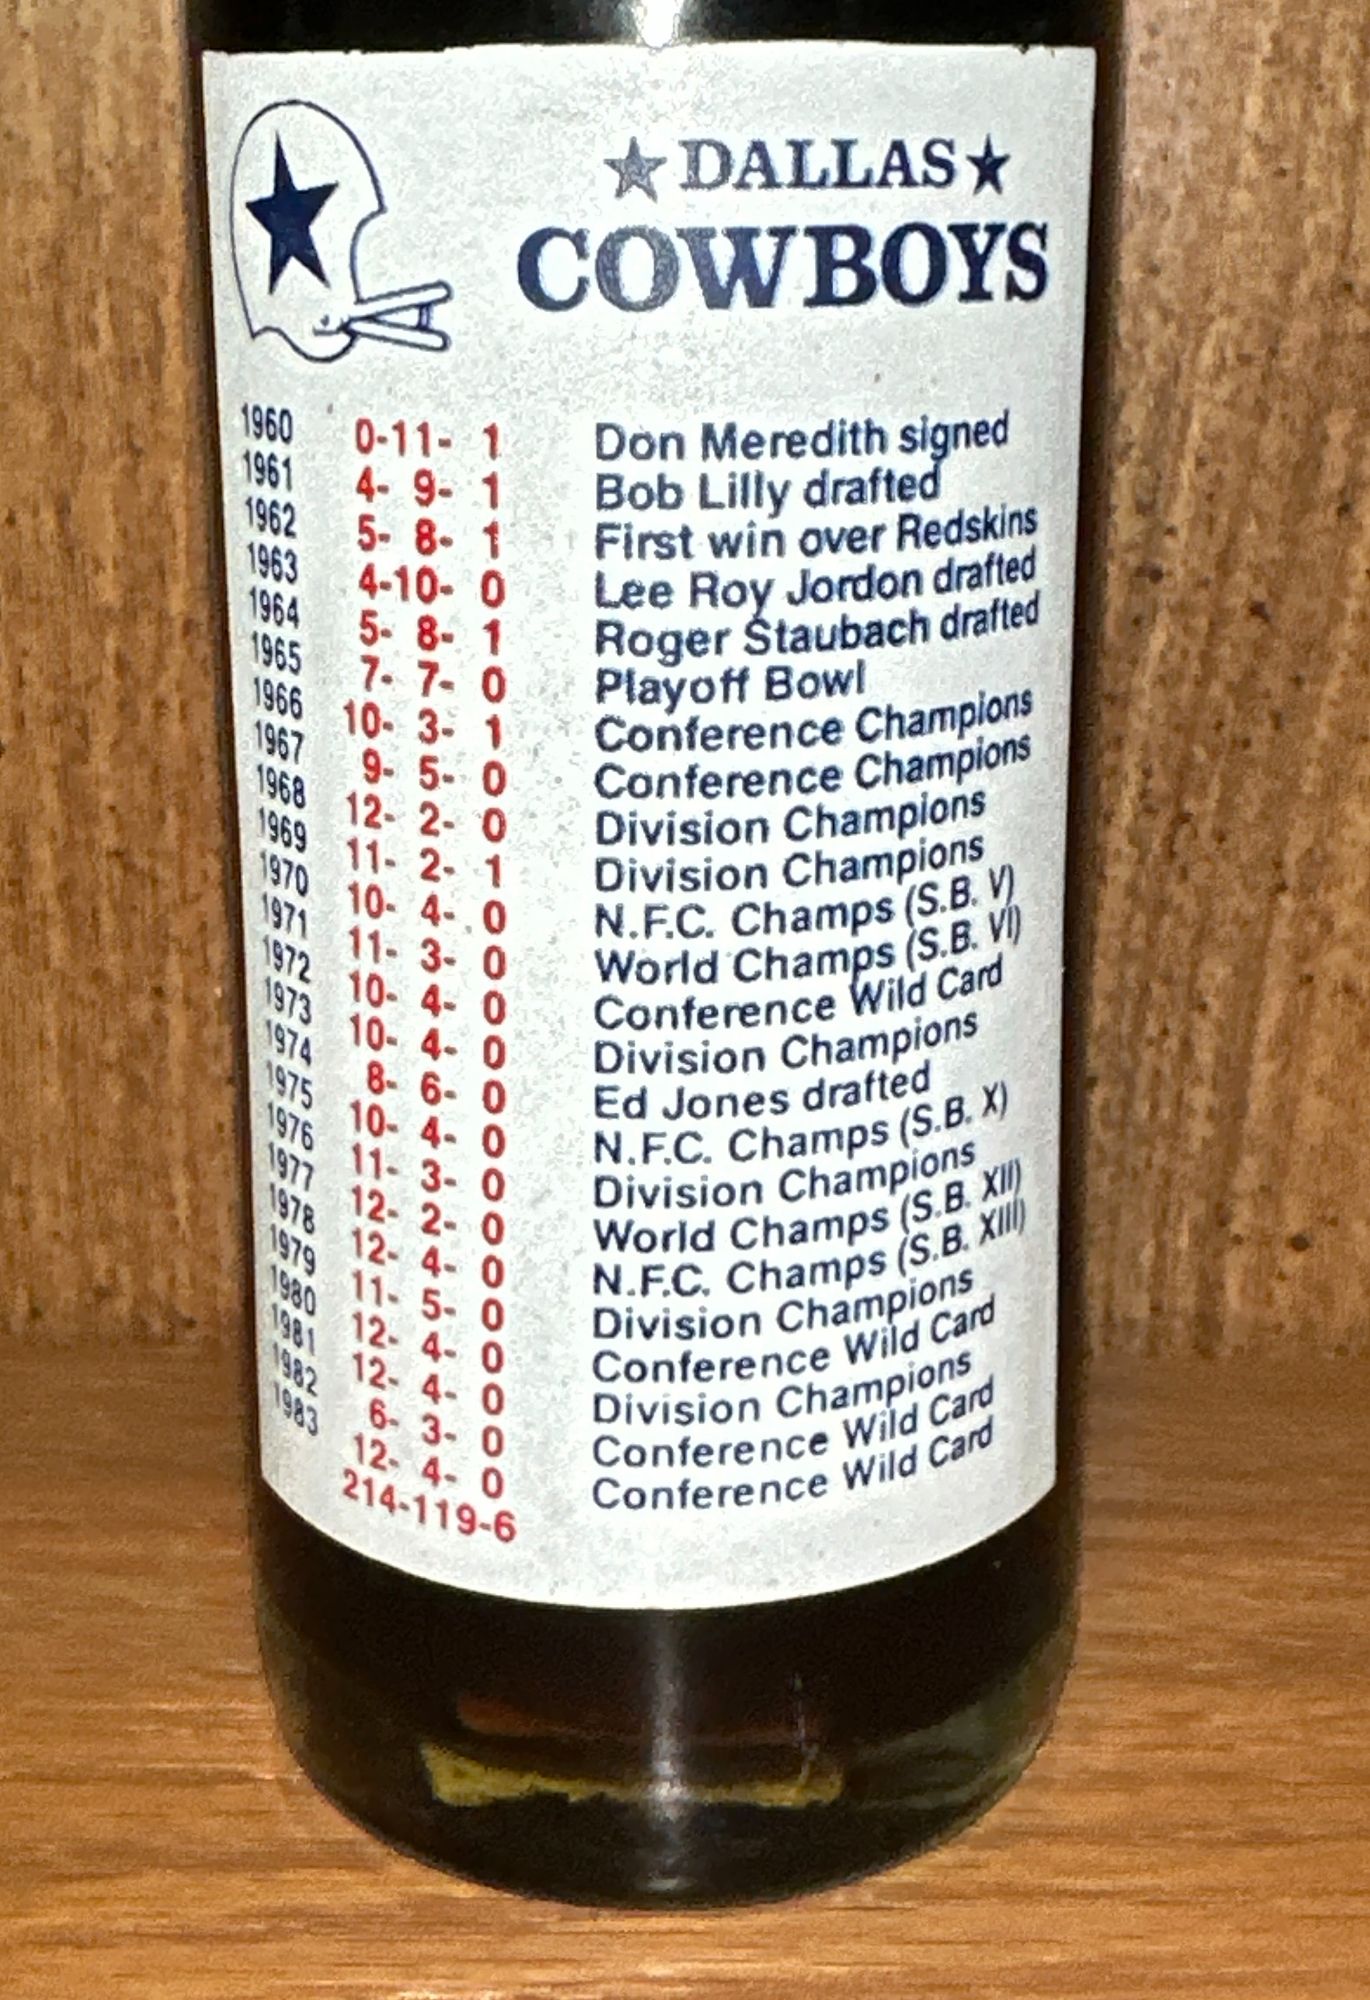 ★ DALLAS ★
COWBOYS
1960 0-11- 1 Don Meredith signed
1961 4- 9- 1 Bob Lilly drafted
1962 5- 8- 1 First win over Redskins
1963 4-10- 0 Lee Roy Jordon drafted
1964 5- 8- 1 Roger Staubach drafted
1965 7- 7- 0 Playoff Bowl
1966 10- 3- 1 Conference Champions
1967 9- 5- 0 Conference Champions
1968 12- 2- 0 Division Champions
1969 11- 2- 1 Division Champions
1970 10- 4- 0 N.F.C. Champs (S.B. V)
1971 11- 3- 0 World Champs (S.B. VI)
1972 10- 4- 0 Conference Wild Card
1973 10- 4- 0 Division Champions
1974 8- 6- 0 Ed Jones drafted
1975 10- 4- 0 N.F.C. Champs (S.B. X)
1976 11- 3- 0 Division Champions
1977 12- 2- 0 World Champs (S.B. XII)
1978 12- 4- 0 N.F.C. Champs (S.B. XIII)
1979 11- 5- 0 Division Champions
1980 12- 4- 0 Conference Wild Card
1981 12- 4- 0 Division Champions
1982 6- 3- 0 Conference Wild Card
1983 12- 4- 0 Conference Wild Card
214-119-6